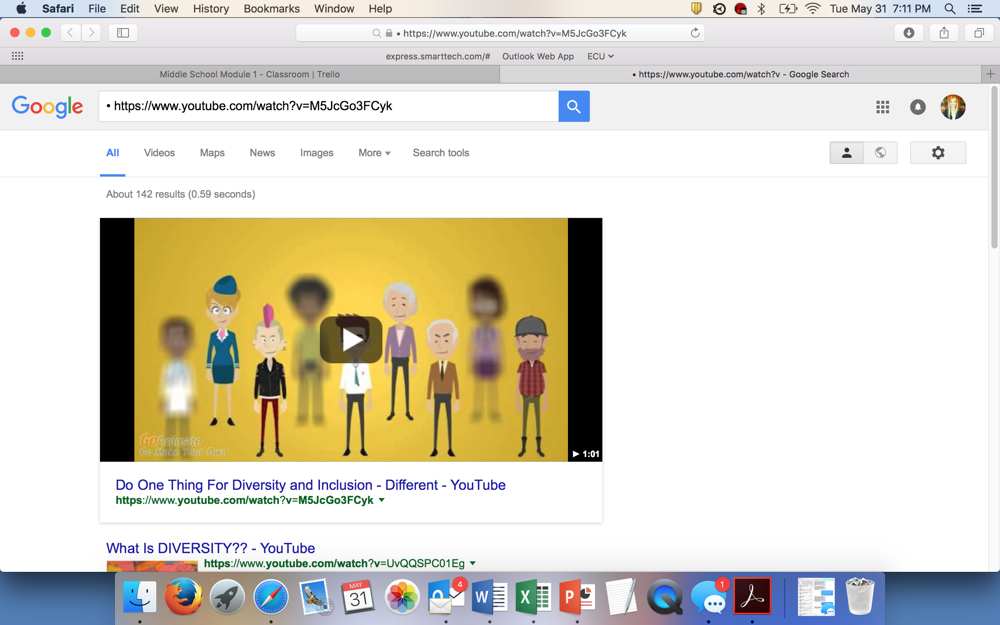 Safari File Edit View History Bookmarks Window Help Tue May 31 7:11 PM
• https://www.youtube.com/watch?v=M5JcGo3FCyk
express.smarttech.com/# Outlook Web App ECU
Middle School Module 1 - Classroom | Trello • https://www.youtube.com/watch?v - Google Search
Google • https://www.youtube.com/watch?v=M5JcGo3FCyk
All Videos Maps News Images More Search tools
About 142 results (0.59 seconds)
GoAnimate
Go Make Your Own
1:01
Do One Thing For Diversity and Inclusion - Different - YouTube
https://www.youtube.com/watch?v=M5JcGo3FCyk
What Is DIVERSITY?? - YouTube
https://www.youtube.com/watch?v=UvQQSPC01Eg
MAY
31
4
W
X
P
1